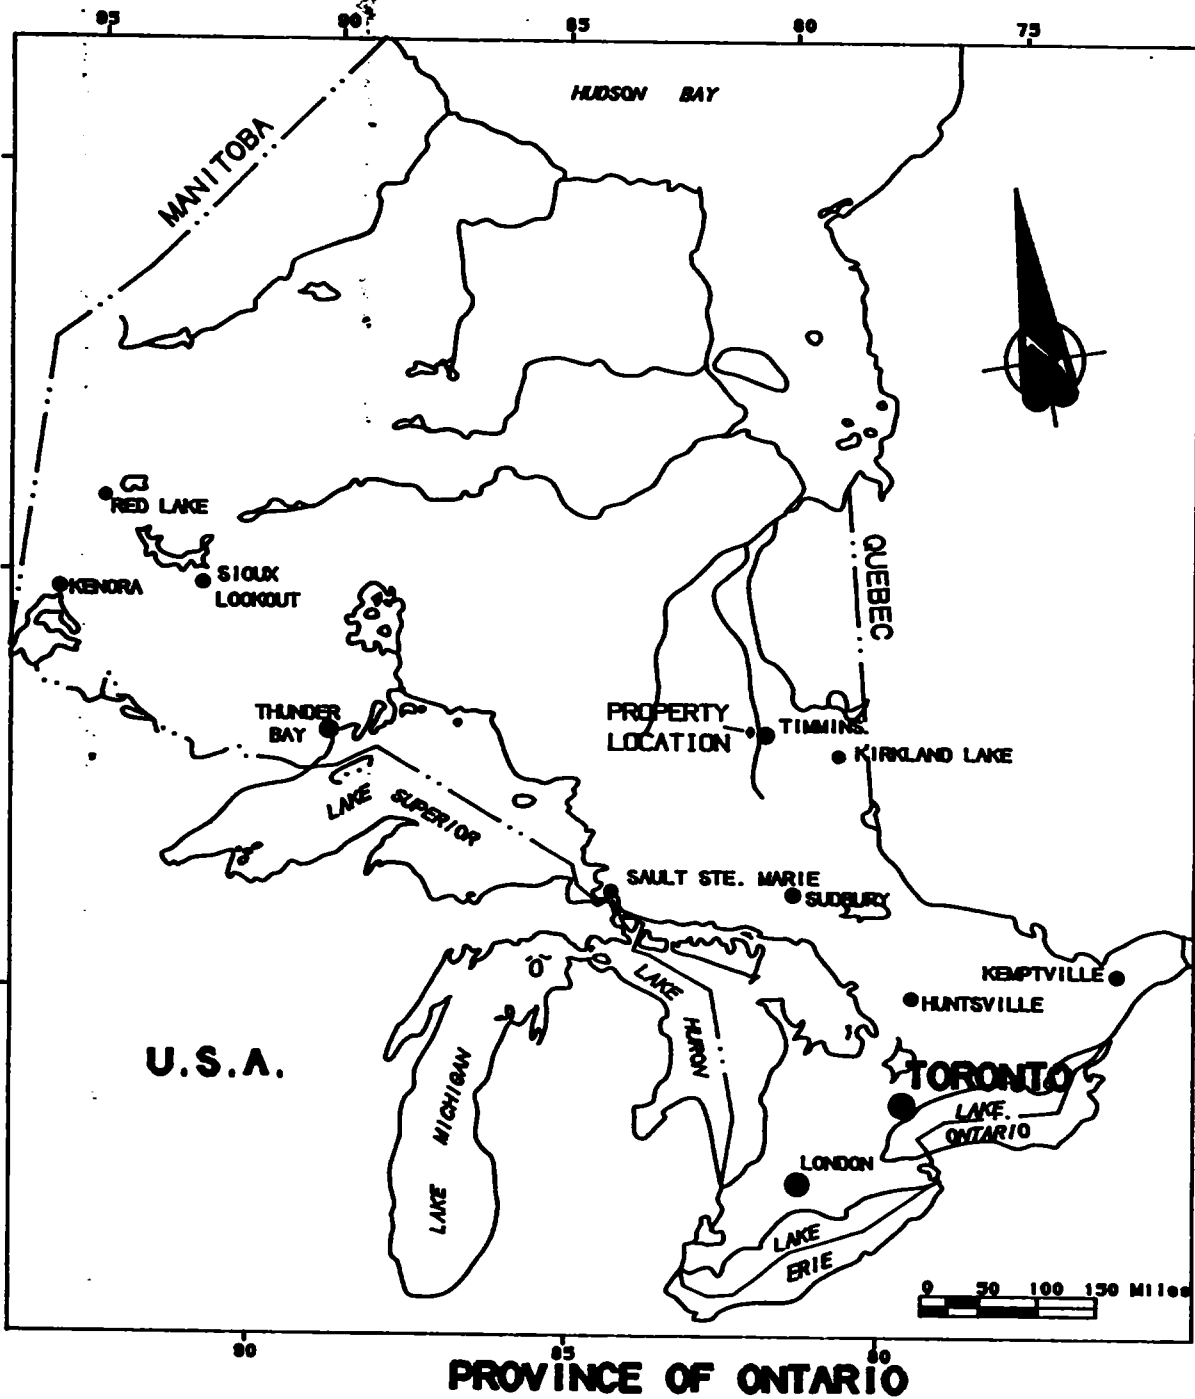 95 90 85 80 75
HUDSON BAY
MANITOBA
RED LAKE
QUEBEC
SIOUX
LOOKOUT
KENORA
THUNDER
BAY
PROPERTY
LOCATION
TIMMINS.
KIRKLAND LAKE
LAKE SUPERIOR
SAULT STE. MARIE
SUDBURY
KEMPTVILLE
HUNTSVILLE
LAKE
HURON
U.S.A.
LAKE MICHIGAN
TORONTO
LAKE.
ONTARIO
LONDON
LAKE
ERIE
0 50 100 150 Miles
90 85 80
PROVINCE OF ONTARIO